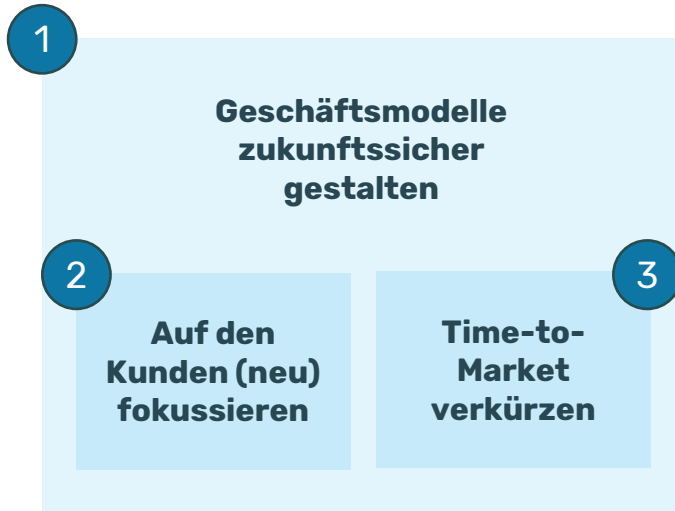 1
Geschäftsmodelle
zukunftssicher
gestalten
2
Auf den
Kunden (neu)
fokussieren
3
Time-to-
Market
verkürzen